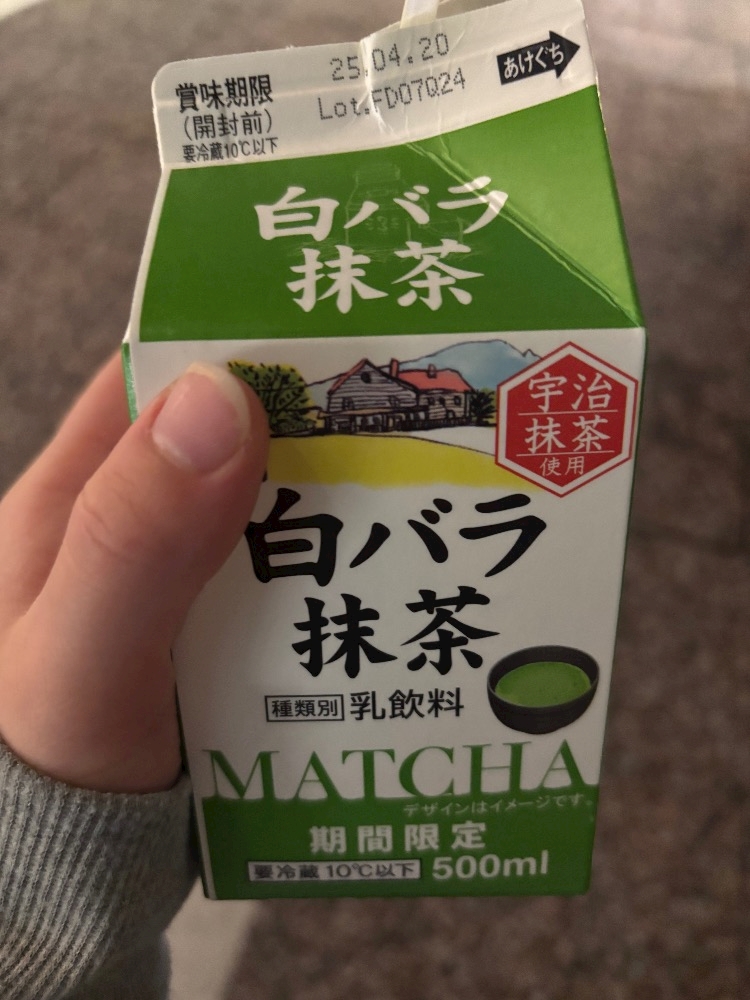 賞味期限
(開封前)
要冷蔵10℃以下
25.04.20
Lot.FD07Q24
あけぐち
白バラ
抹茶
宇治
抹茶
使用
白バラ
抹茶
種類別 乳飲料
MATCHA
デザインはイメージです。
期間限定
要冷蔵10℃以下 500ml